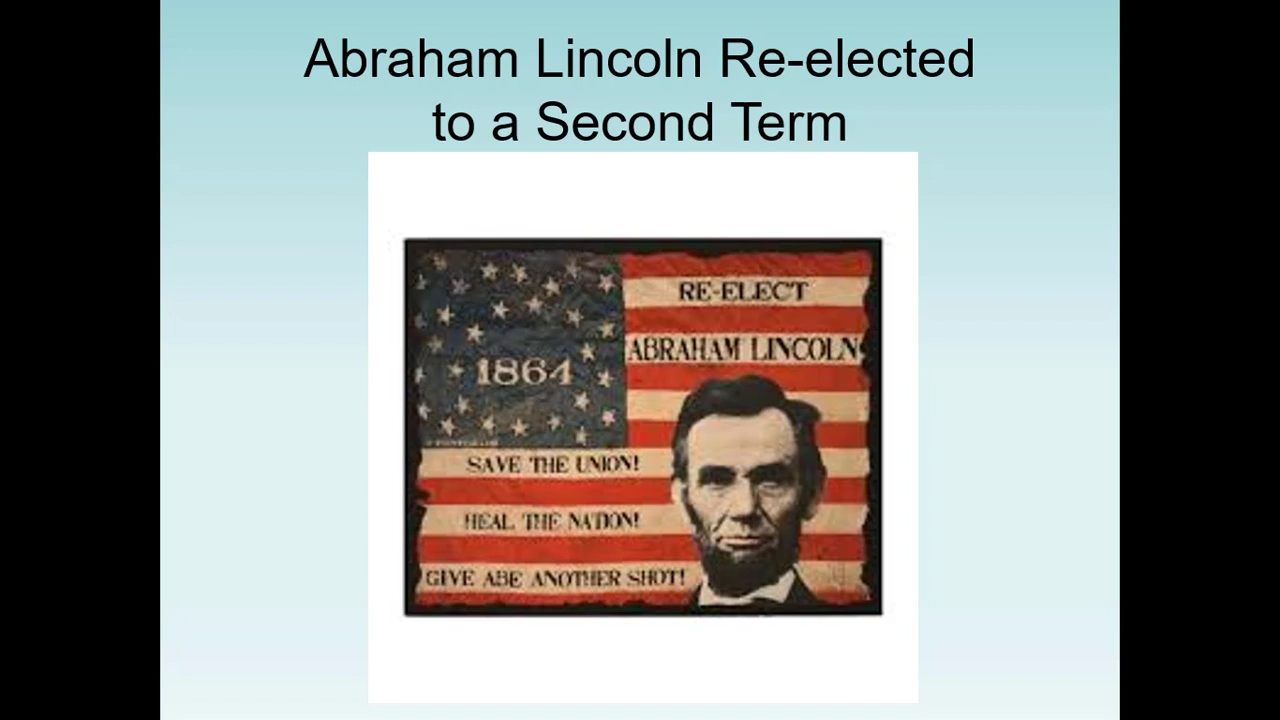 Abraham Lincoln Re-elected
to a Second Term
RE-ELECT
ABRAHAM LINCOLN
1864
SAVE THE UNION!
HEAL THE NATION!
GIVE ABE ANOTHER SHOT!